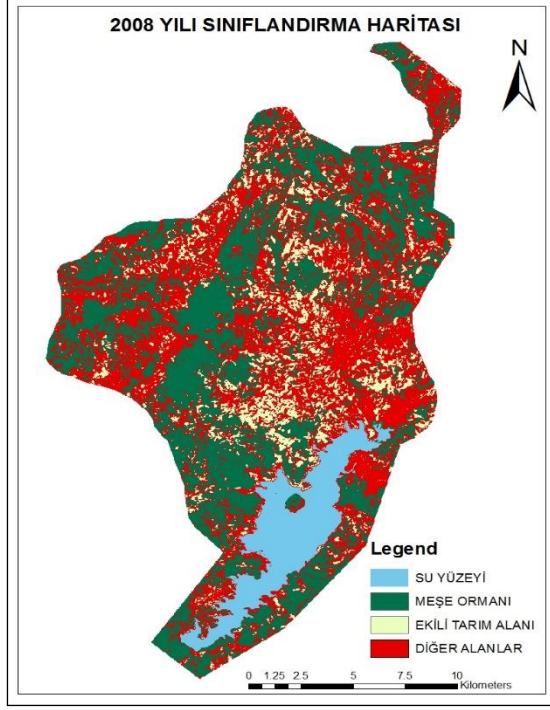 2008 YILI SINIFLANDIRMA HARİTASI
N
Legend
SU YÜZEYİ
MEŞE ORMANI
EKİLİ TARIM ALANI
DİĞER ALANLAR
0 1.25 2.5 5 7.5 10
Kilometers